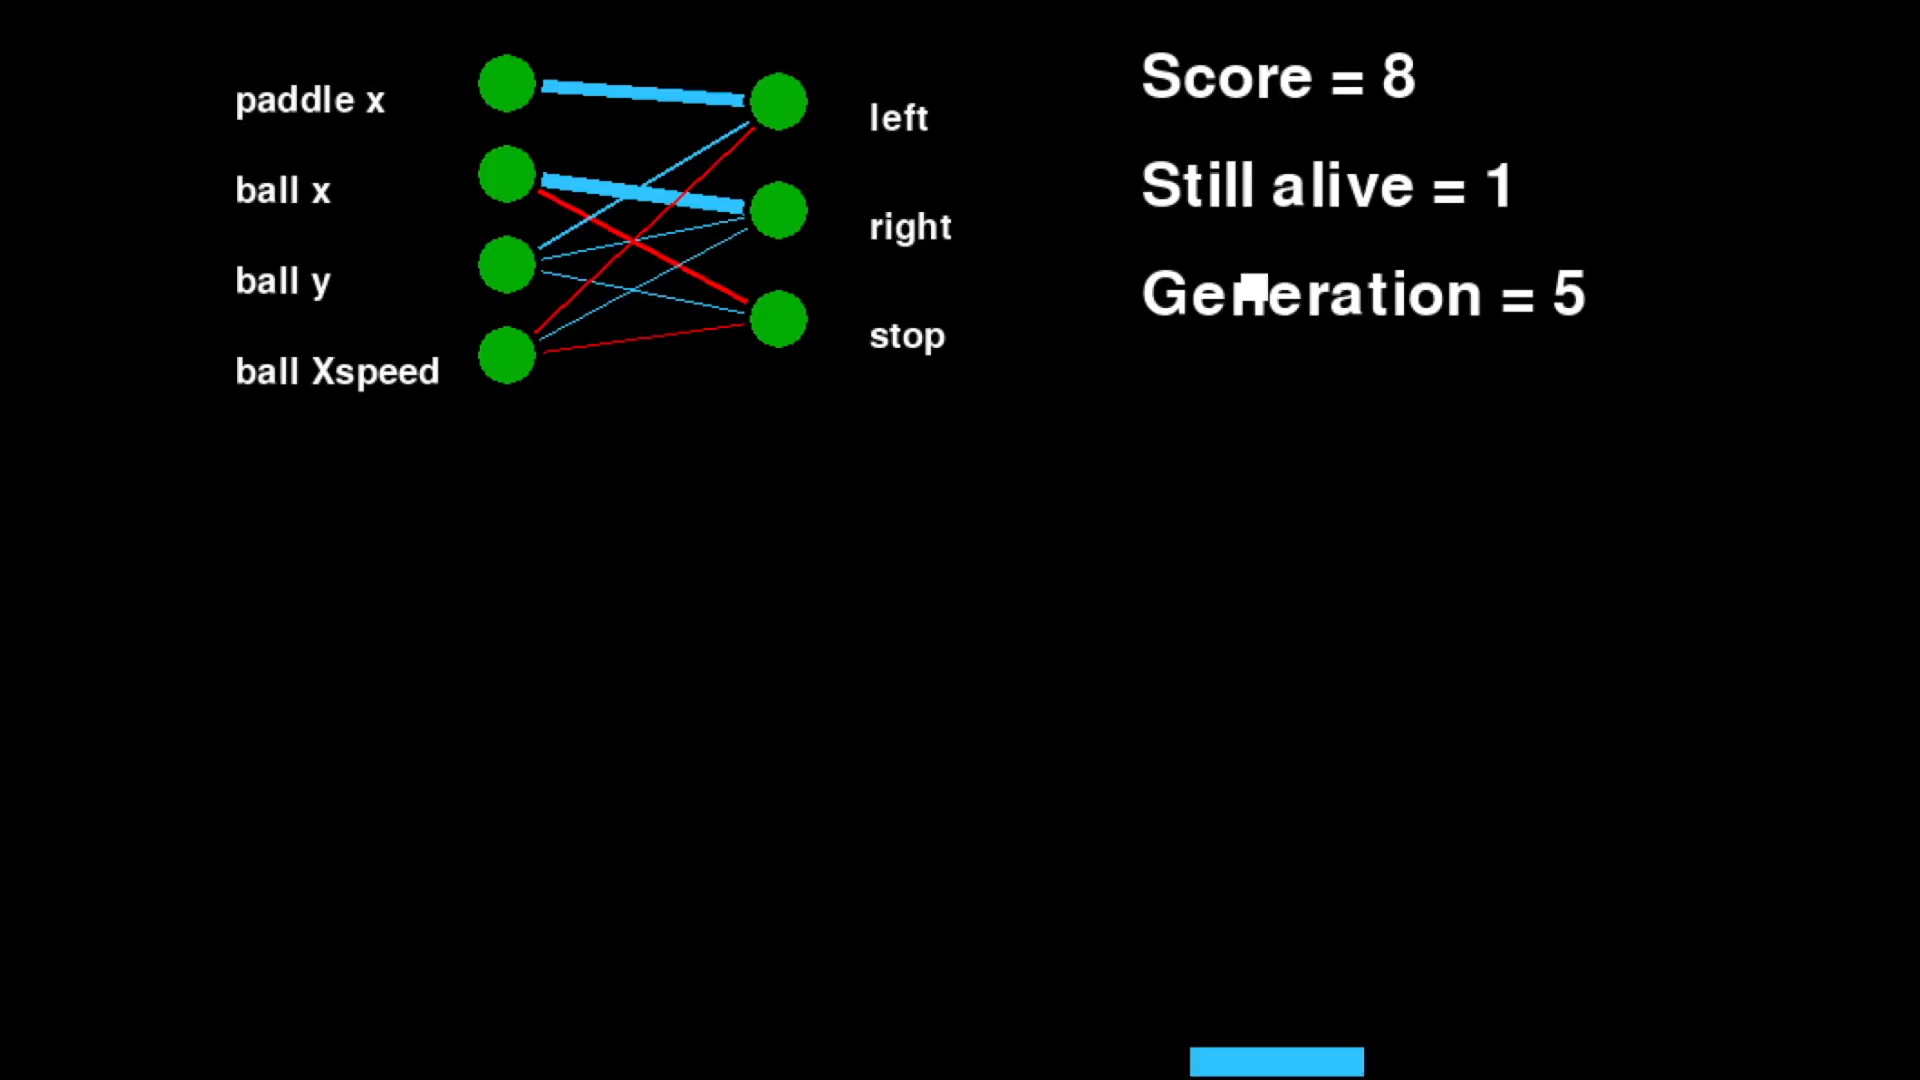 paddle x
ball x
ball y
ball Xspeed
left
right
stop
Score = 8
Still alive = 1
Generation = 5